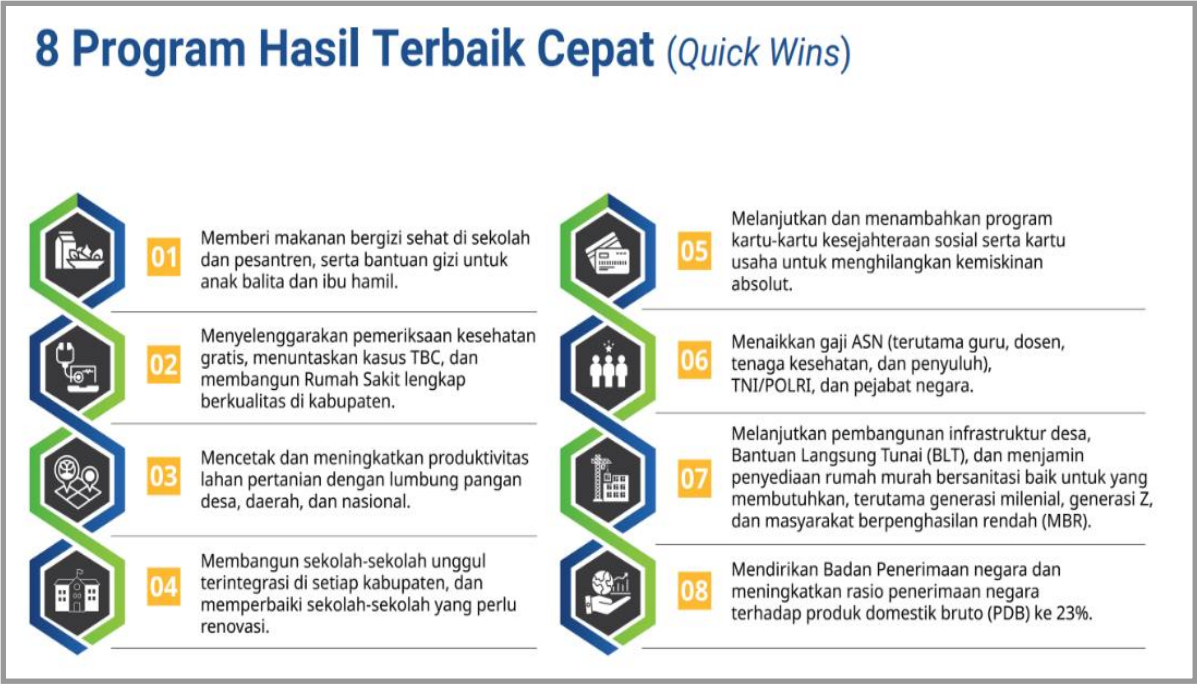 8 Program Hasil Terbaik Cepat (Quick Wins)
01
Memberi makanan bergizi sehat di sekolah
dan pesantren, serta bantuan gizi untuk
anak balita dan ibu hamil.
02
Menyelenggarakan pemeriksaan kesehatan
gratis, menuntaskan kasus TBC, dan
membangun Rumah Sakit lengkap
berkualitas di kabupaten.
03
Mencetak dan meningkatkan produktivitas
lahan pertanian dengan lumbung pangan
desa, daerah, dan nasional.
04
Membangun sekolah-sekolah unggul
terintegrasi di setiap kabupaten, dan
memperbaiki sekolah-sekolah yang perlu
renovasi.
05
Melanjutkan dan menambahkan program
kartu-kartu kesejahteraan sosial serta kartu
usaha untuk menghilangkan kemiskinan
absolut.
06
Menaikkan gaji ASN (terutama guru, dosen,
tenaga kesehatan, dan penyuluh),
TNI/POLRI, dan pejabat negara.
07
Melanjutkan pembangunan infrastruktur desa,
Bantuan Langsung Tunai (BLT), dan menjamin
penyediaan rumah murah bersanitasi baik untuk yang
membutuhkan, terutama generasi milenial, generasi Z,
dan masyarakat berpenghasilan rendah (MBR).
08
Mendirikan Badan Penerimaan negara dan
meningkatkan rasio penerimaan negara
terhadap produk domestik bruto (PDB) ke 23%.